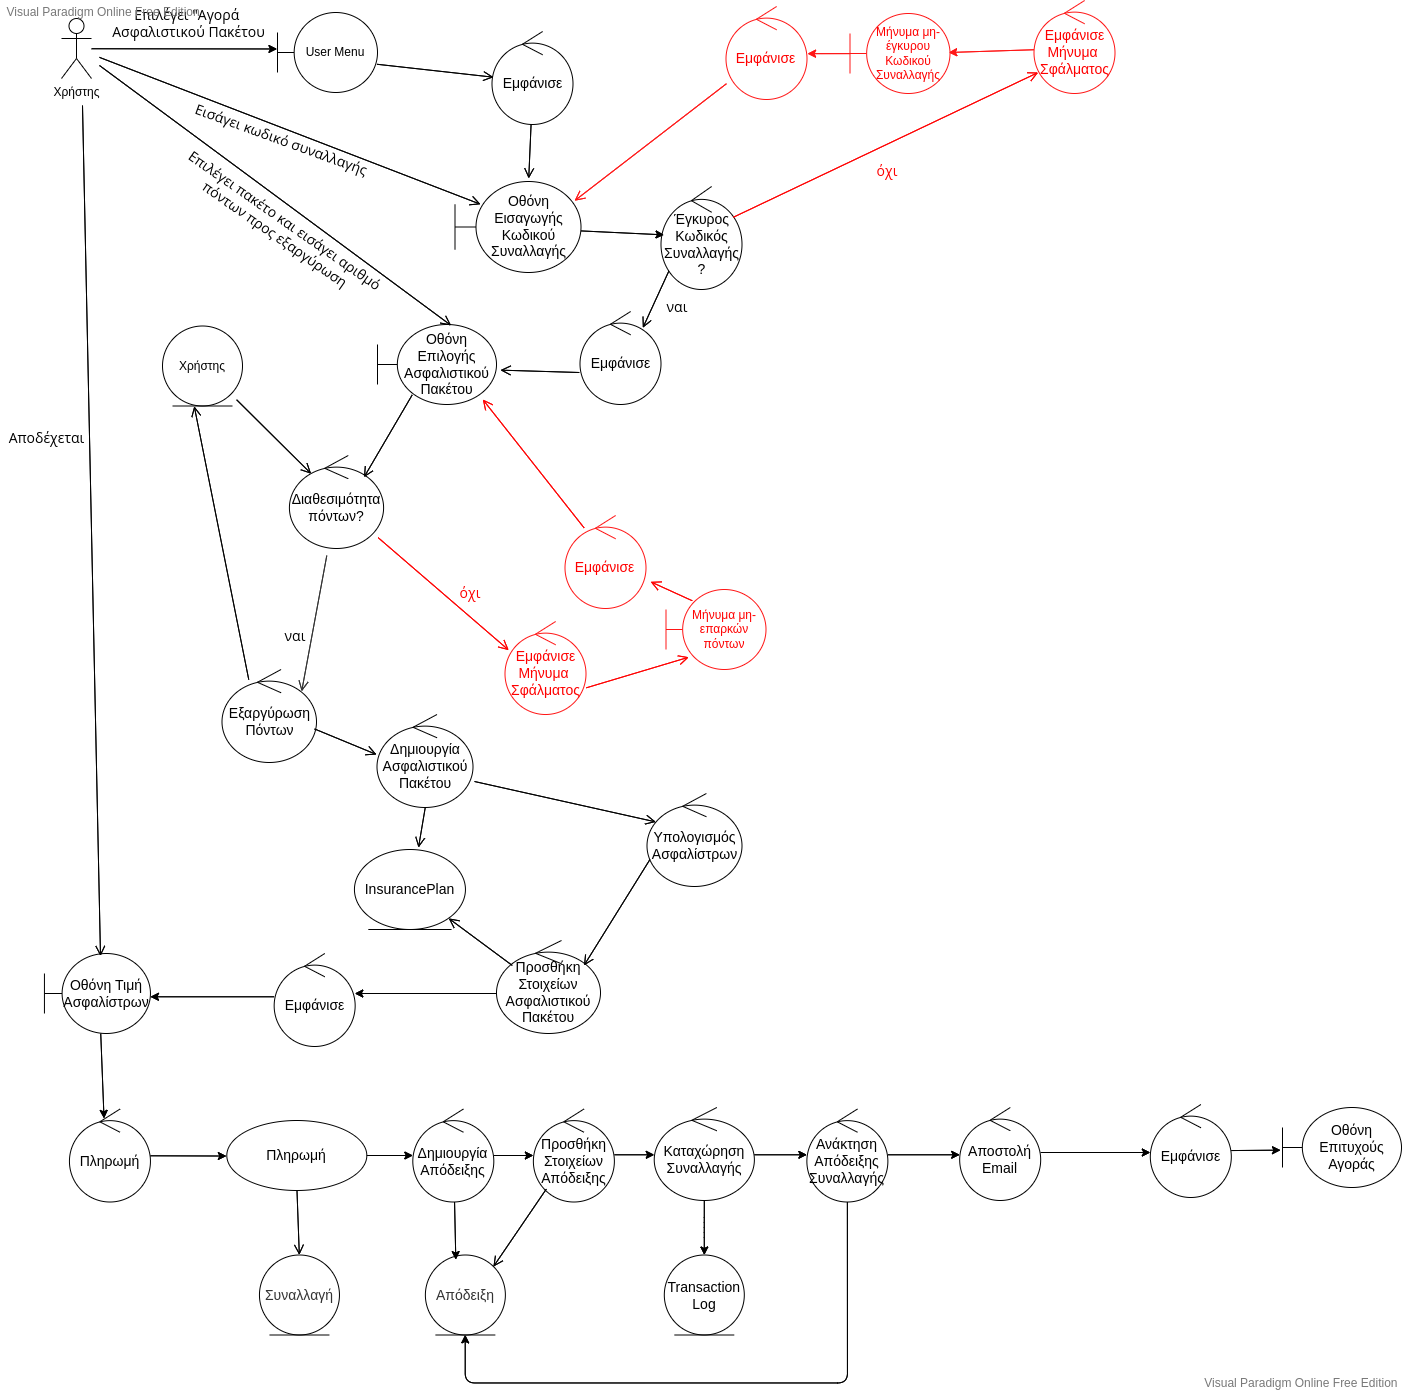 Visual Paradigm Online Free Edition
Επιλέγει "Αγορά
Ασφαλιστικού Πακέτου
Χρήστης
User Menu
Εμφάνισε
Εμφάνισε
Μήνυμα μη-
έγκυρου
Κωδικού
Συναλλαγής
Εμφάνισε
Μήνυμα
Σφάλματος
Εισάγει κωδικό συναλλαγής
Επιλέγει πακέτο και εισάγει αριθμό
πόντων προς εξαργύρωση
όχι
Οθόνη
Εισαγωγής
Κωδικού
Συναλλαγής
Έγκυρος
Κωδικός
Συναλλαγής
?
ναι
Χρήστης
Οθόνη
Επιλογής
Ασφαλιστικού
Πακέτου
Εμφάνισε
Αποδέχεται
Διαθεσιμότητα
πόντων?
Εμφάνισε
όχι
ναι
Μήνυμα μη-
επαρκών
πόντων
Εμφάνισε
Μήνυμα
Σφάλματος
Εξαργύρωση
Πόντων
Δημιουργία
Ασφαλιστικού
Πακέτου
Υπολογισμός
Ασφαλίστρων
InsurancePlan
Οθόνη Τιμή
Ασφαλίστρων
Εμφάνισε
Προσθήκη
Στοιχείων
Ασφαλιστικού
Πακέτου
Πληρωμή
Πληρωμή
Δημιουργία
Απόδειξης
Προσθήκη
Στοιχείων
Απόδειξης
Καταχώρηση
Συναλλαγής
Ανάκτηση
Απόδειξης
Συναλλαγής
Αποστολή
Email
Εμφάνισε
Οθόνη
Επιτυχούς
Αγοράς
Συναλλαγή
Απόδειξη
Transaction
Log
Visual Paradigm Online Free Edition